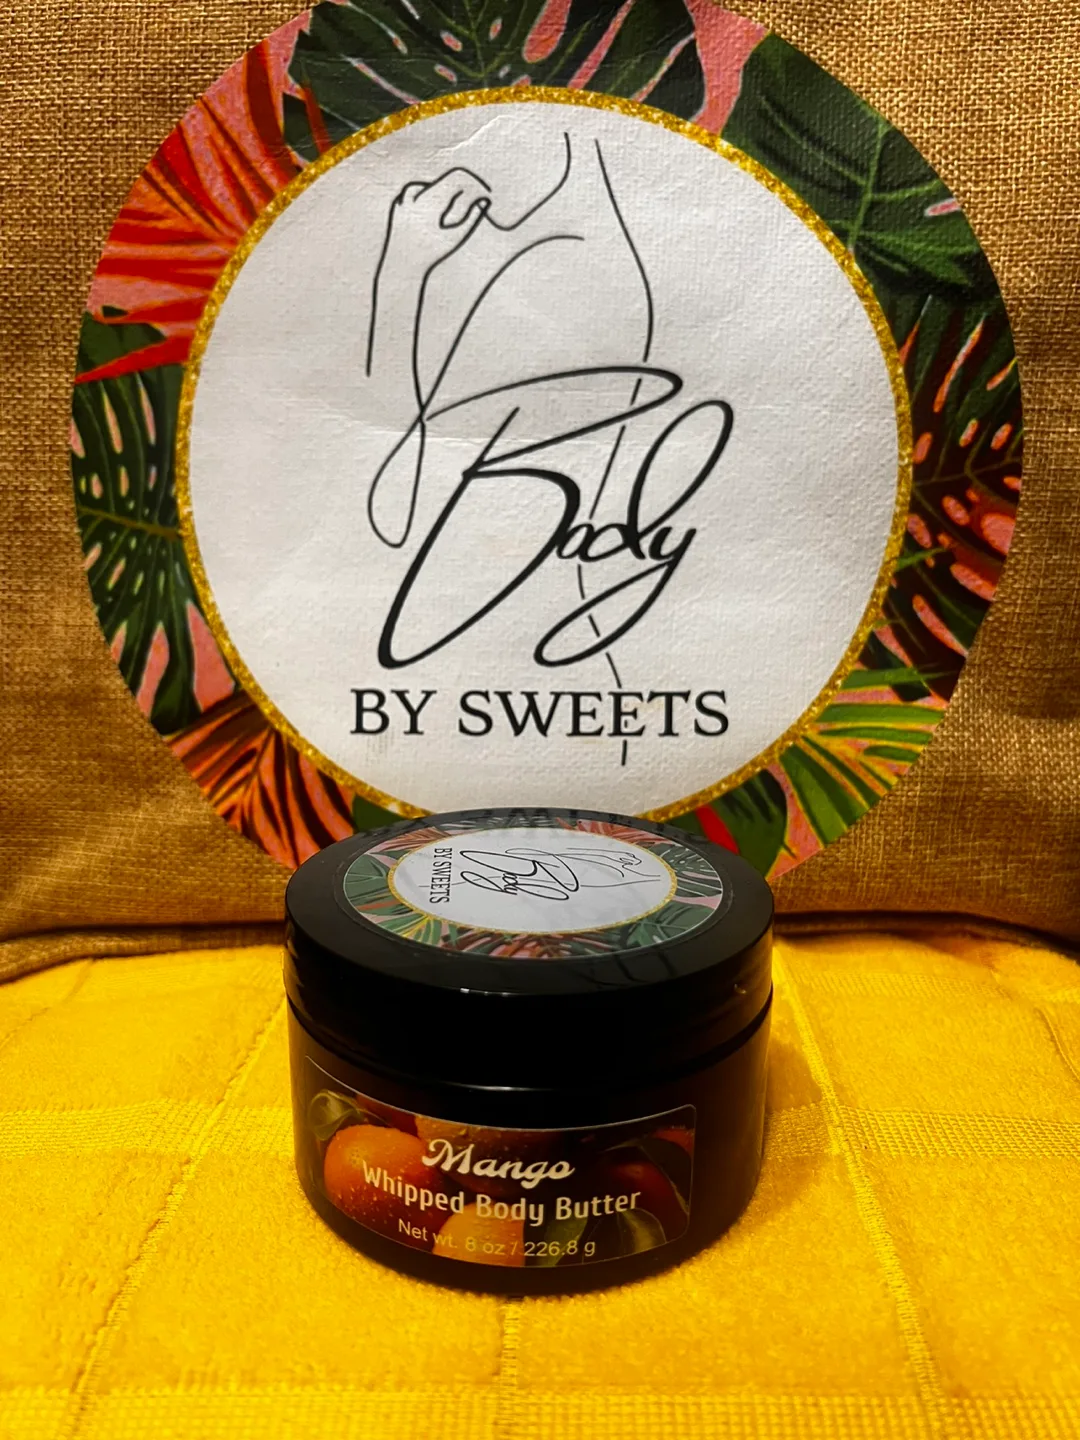 Body
BY SWEETS
Body
BY SWEETS
Mango
Whipped Body Butter
Net wt. 8 oz / 226.8 g